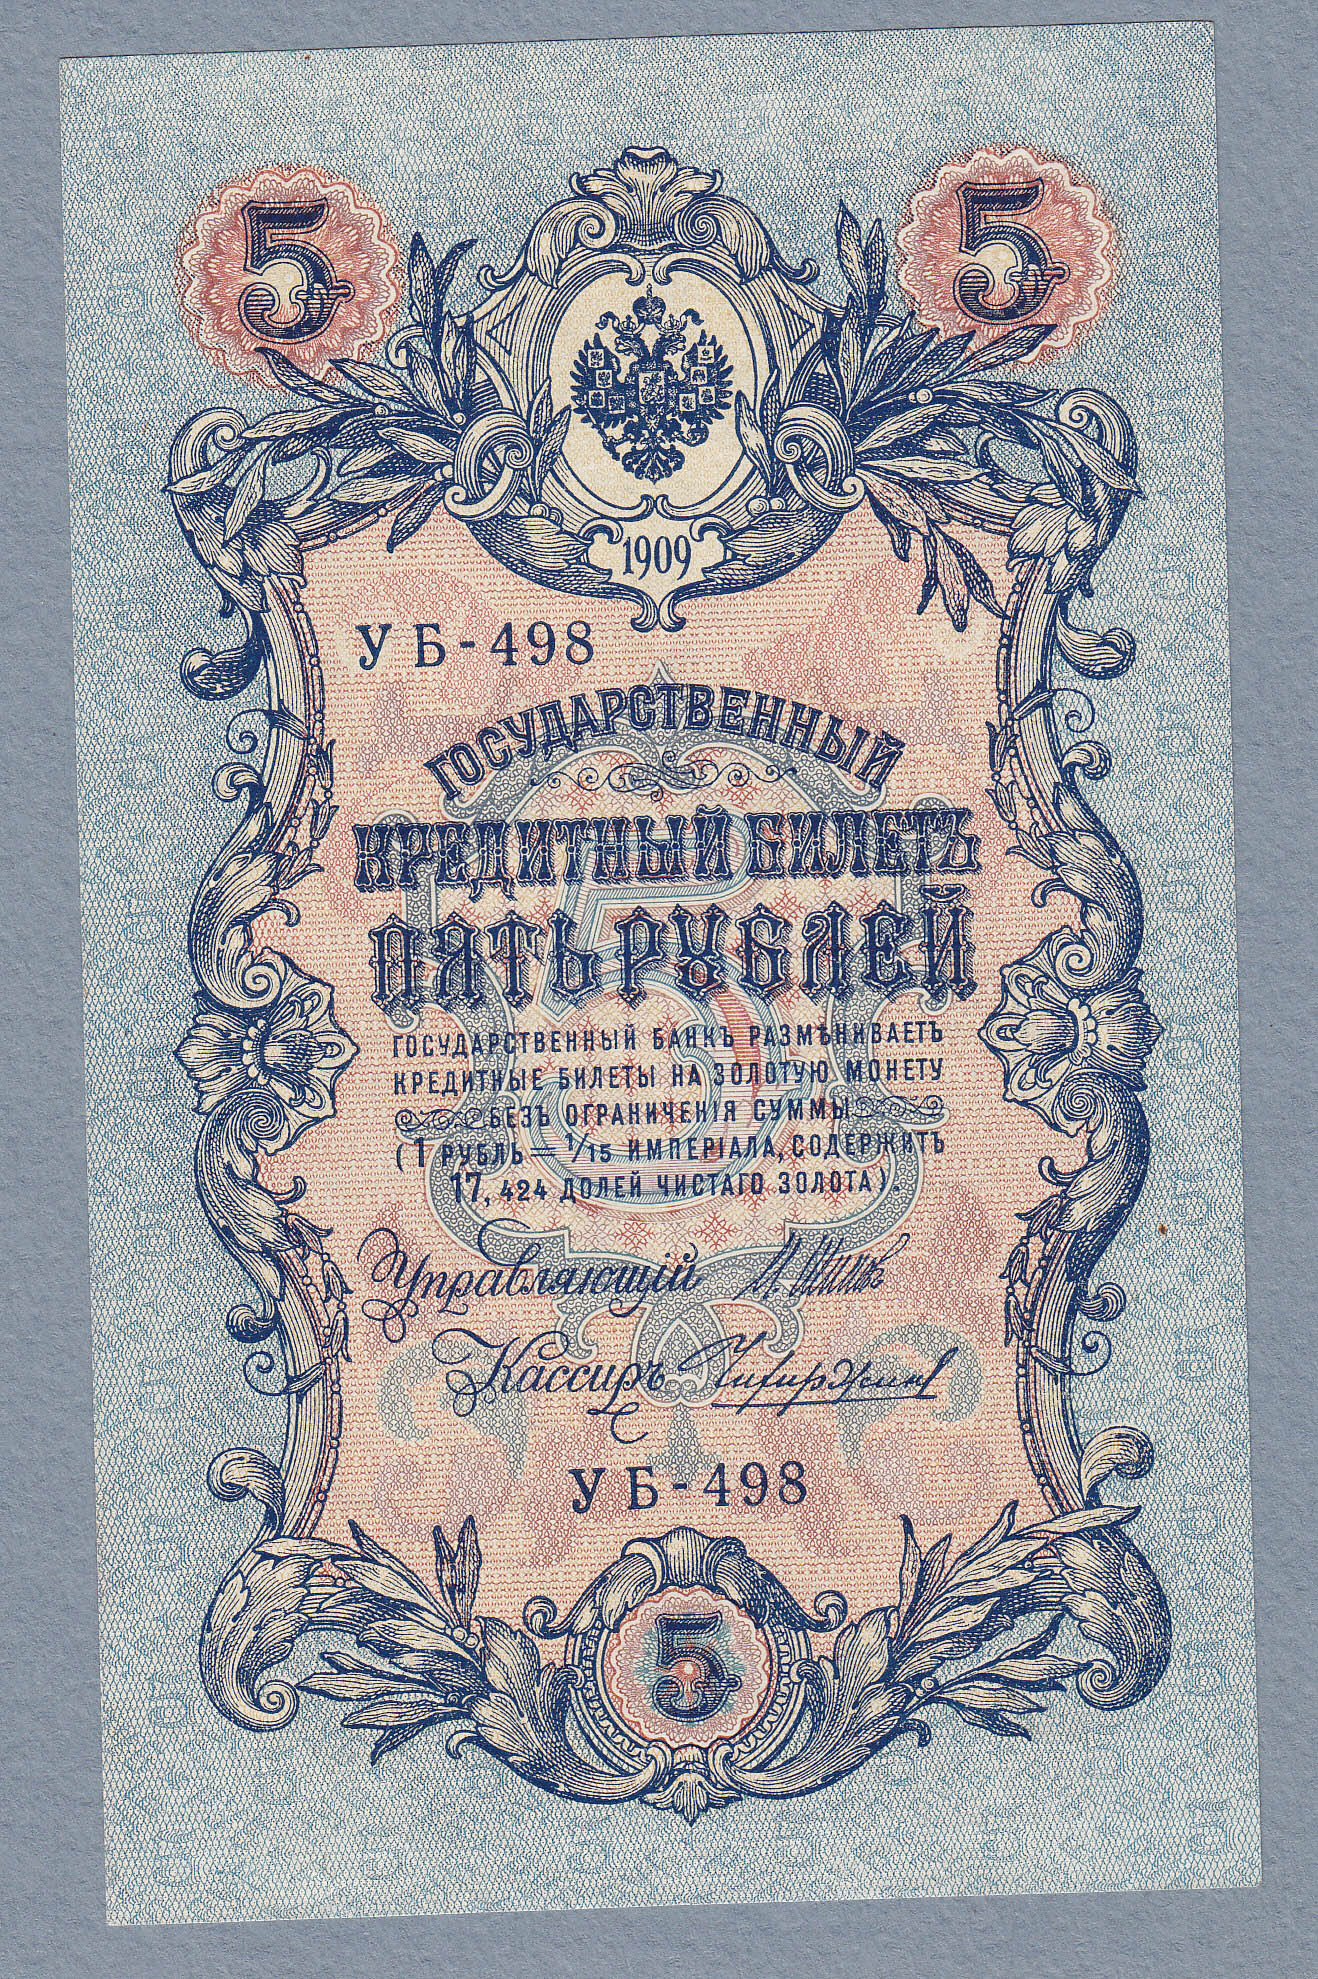 5
5
1909
УБ-498
ГОСУДАРСТВЕННЫЙ
КРЕДИТНЫЙ БИЛЕТЪ
ПЯТЬ РУБЛЕЙ
5
ГОСУДАРСТВЕННЫЙ БАНКЪ РАЗМѢНИВАЕТЪ
КРЕДИТНЫЕ БИЛЕТЫ НА ЗОЛОТУЮ МОНЕТУ
БЕЗЪ ОГРАНИЧЕНІЯ СУММЫ
(1 РУБЛЬ = 1/15 ИМПЕРІАЛА, СОДЕРЖИТЪ
17,424 ДОЛЕЙ ЧИСТАГО ЗОЛОТА).
Управляющій
Кассиръ
УБ-498
5